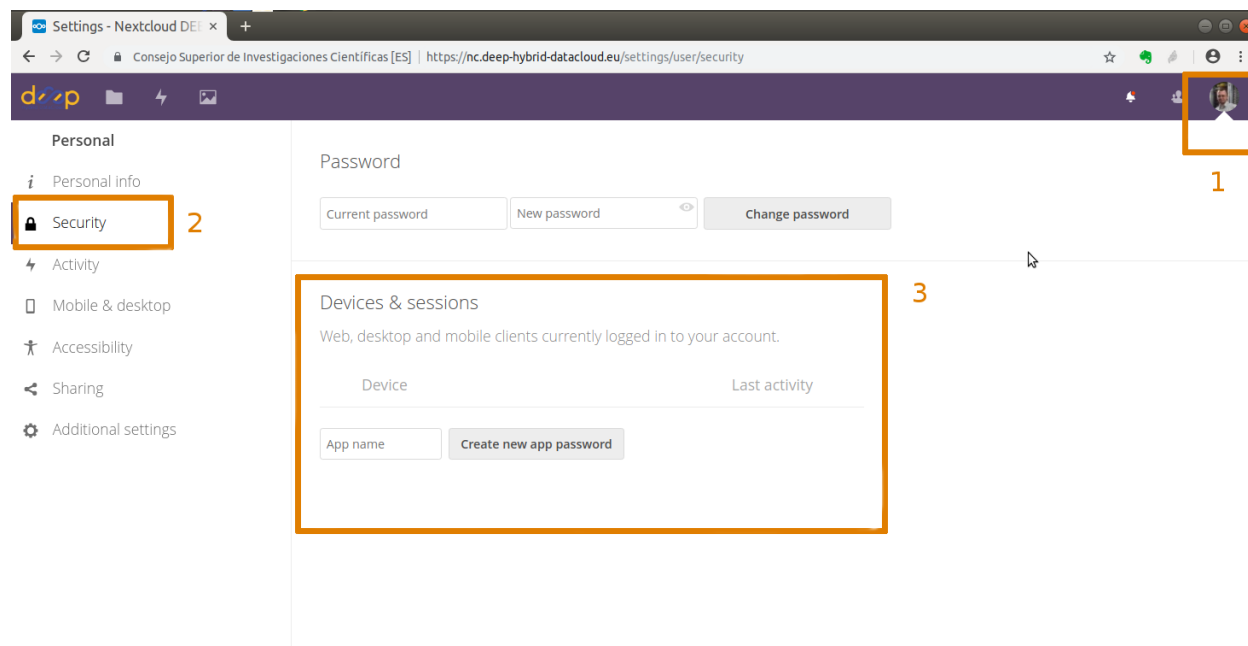 Settings - Nextcloud DEE × +
Consejo Superior de Investigaciones Científicas [ES] | https://nc.deep-hybrid-datacloud.eu/settings/user/security
deep
1
Personal
Personal info
Security
2
Activity
Mobile & desktop
Accessibility
Sharing
Additional settings
Password
Current password New password Change password
3
Devices & sessions
Web, desktop and mobile clients currently logged in to your account.
Device Last activity
App name Create new app password